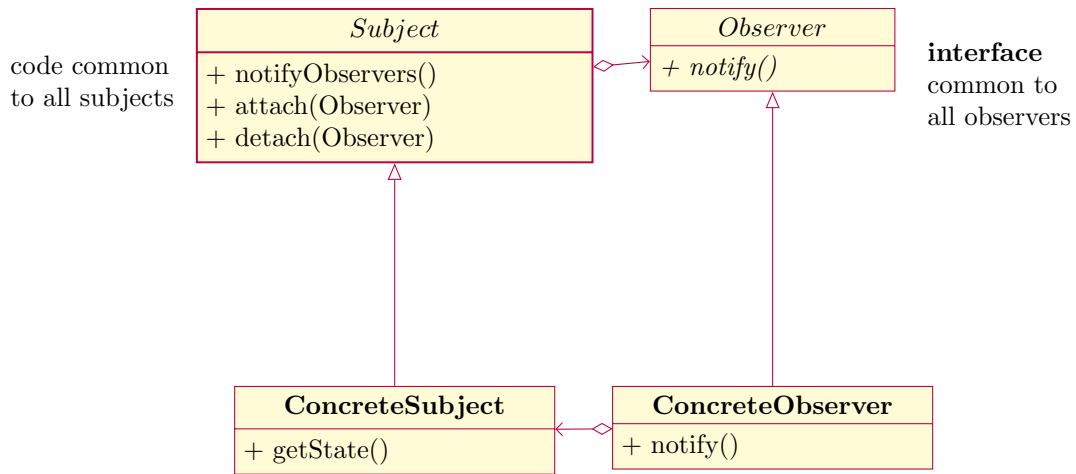 code common
to all subjects
Subject
+ notifyObservers()
+ attach(Observer)
+ detach(Observer)
Observer
+ notify()
interface
common to
all observers
ConcreteSubject
+ getState()
ConcreteObserver
+ notify()